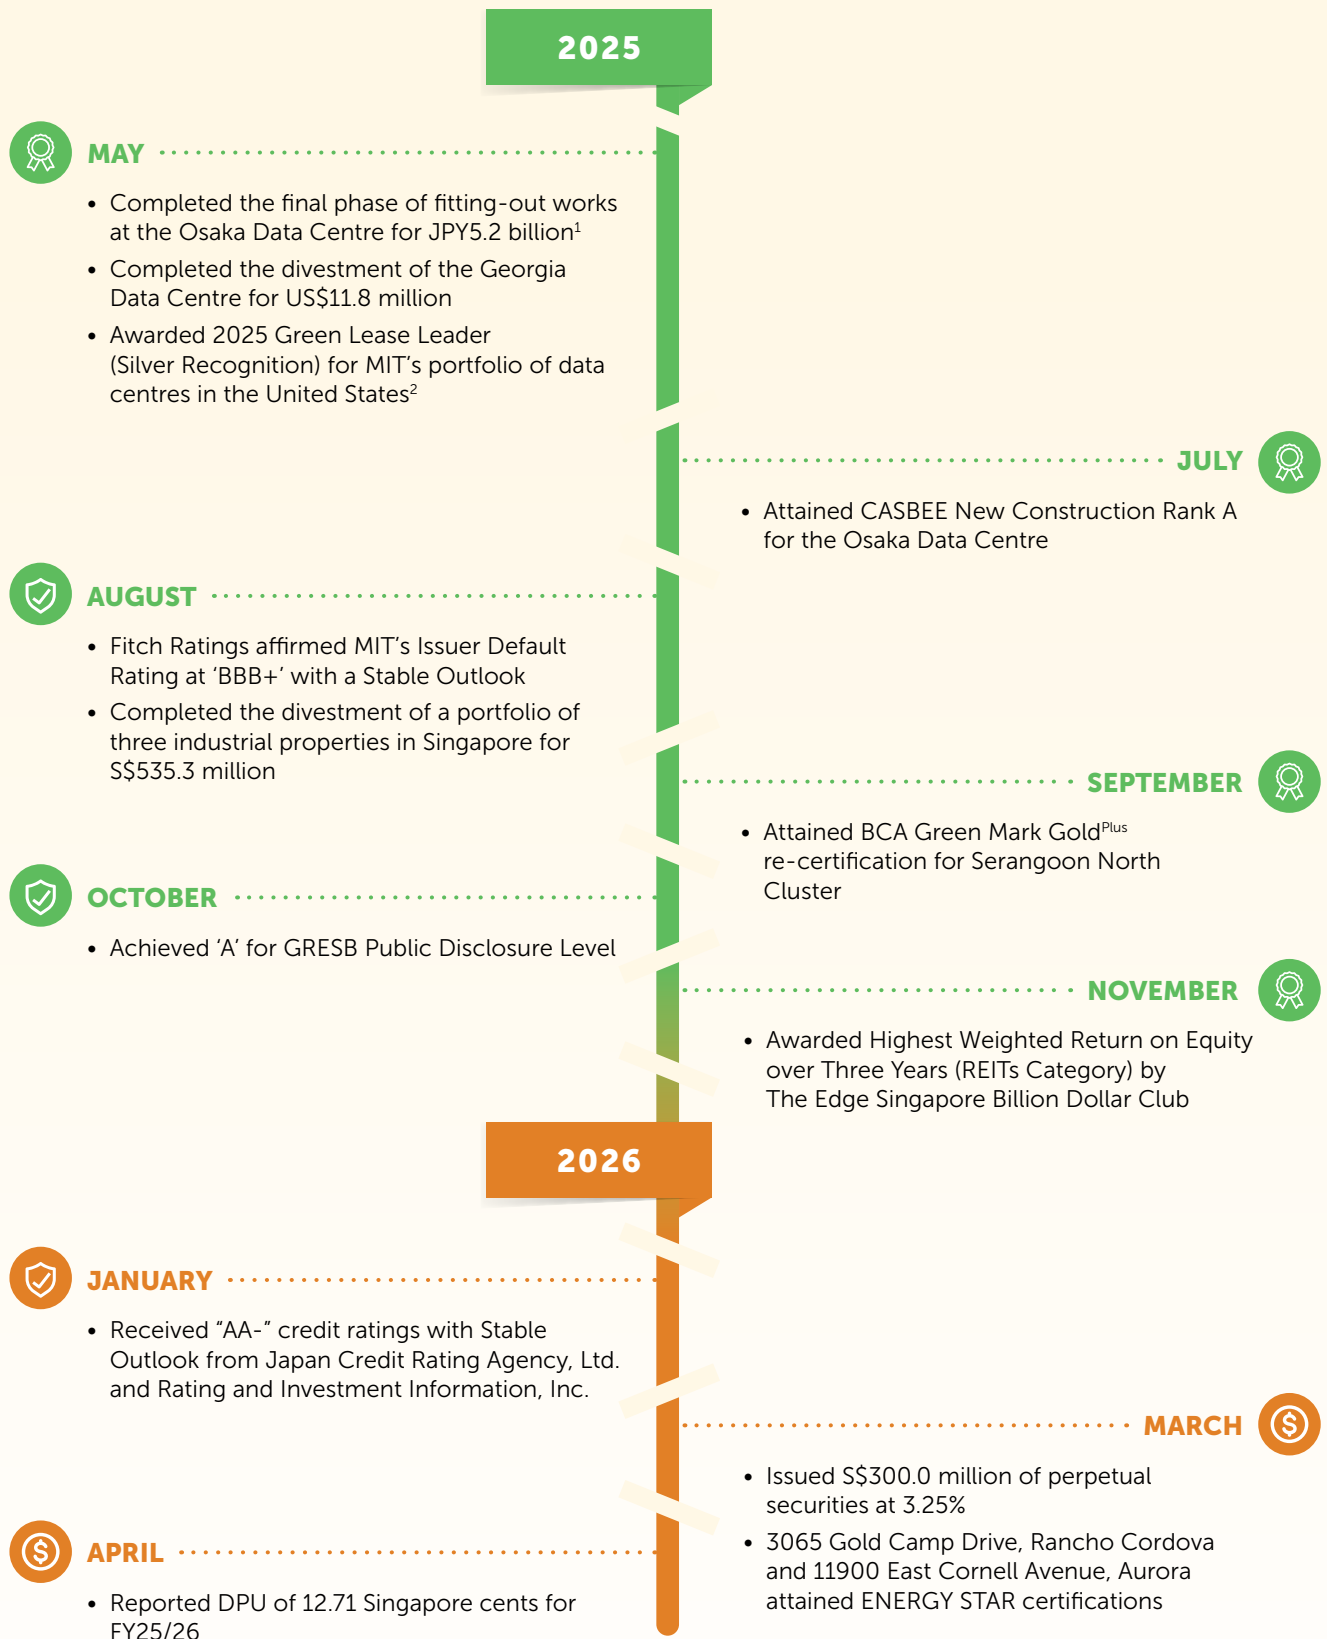 2025
MAY
• Completed the final phase of fitting-out works
at the Osaka Data Centre for JPY5.2 billion1
• Completed the divestment of the Georgia
Data Centre for US$11.8 million
• Awarded 2025 Green Lease Leader
(Silver Recognition) for MIT’s portfolio of data
centres in the United States2
JULY
• Attained CASBEE New Construction Rank A
for the Osaka Data Centre
AUGUST
• Fitch Ratings affirmed MIT’s Issuer Default
Rating at ‘BBB+’ with a Stable Outlook
• Completed the divestment of a portfolio of
three industrial properties in Singapore for
S$535.3 million
SEPTEMBER
• Attained BCA Green Mark GoldPlus
re-certification for Serangoon North
Cluster
OCTOBER
• Achieved ‘A’ for GRESB Public Disclosure Level
NOVEMBER
• Awarded Highest Weighted Return on Equity
over Three Years (REITs Category) by
The Edge Singapore Billion Dollar Club
2026
JANUARY
• Received “AA-” credit ratings with Stable
Outlook from Japan Credit Rating Agency, Ltd.
and Rating and Investment Information, Inc.
MARCH
• Issued S$300.0 million of perpetual
securities at 3.25%
• 3065 Gold Camp Drive, Rancho Cordova
and 11900 East Cornell Avenue, Aurora
attained ENERGY STAR certifications
APRIL
• Reported DPU of 12.71 Singapore cents for
FY25/26